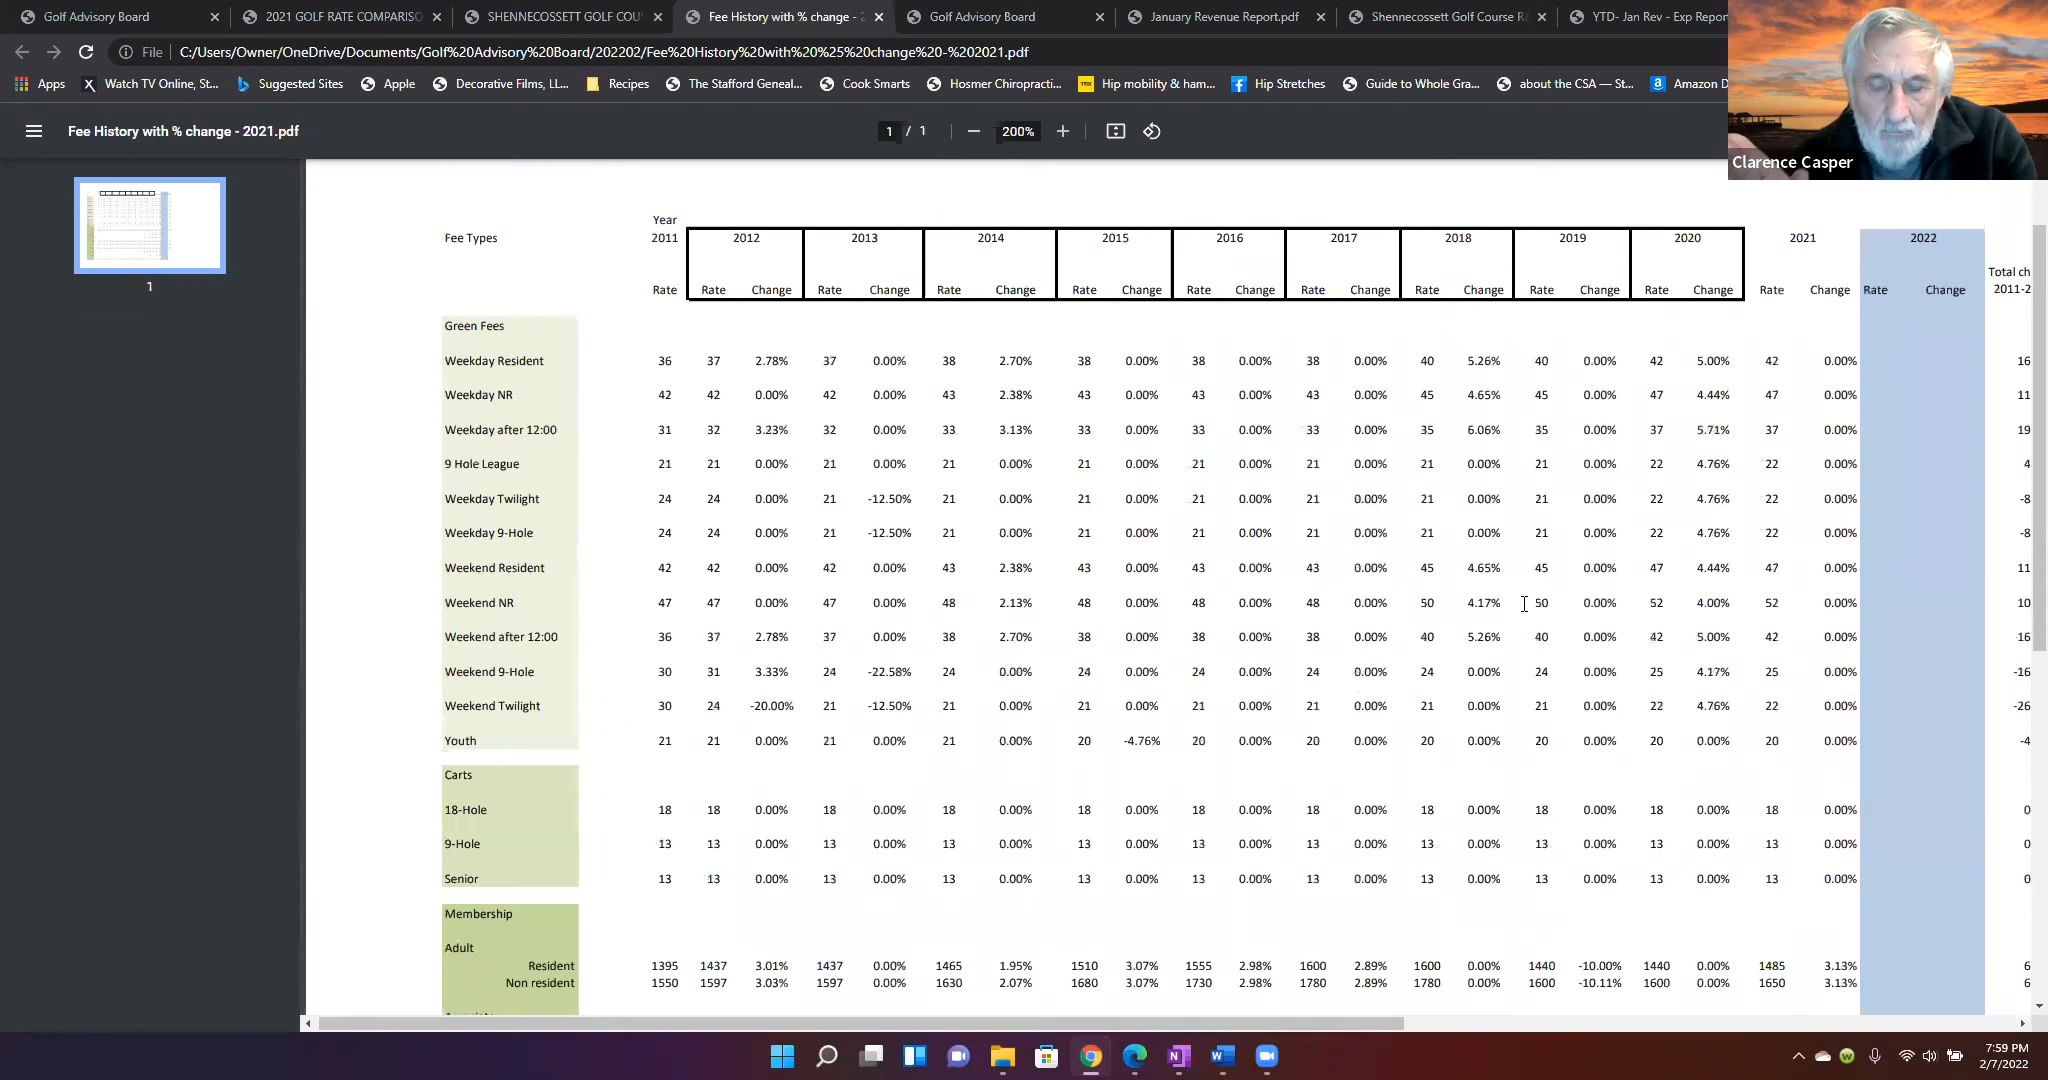 Golf Advisory Board
2021 GOLF RATE COMPARISO
SHENNECOSSETT GOLF COU
Fee History with % change - 2
Golf Advisory Board
January Revenue Report.pdf
Shennecossett Golf Course R
YTD- Jan Rev - Exp Repor
File C:/Users/Owner/OneDrive/Documents/Golf%20Advisory%20Board/202202/Fee%20History%20with%20%25%20change%20-%202021.pdf
Apps Watch TV Online, St... Suggested Sites Apple Decorative Films, LL... Recipes The Stafford Geneal... Cook Smarts Hosmer Chiropracti... Hip mobility & ham... Hip Stretches Guide to Whole Gra... about the CSA — St... Amazon D
Fee History with % change - 2021.pdf 1 / 1 200%
Clarence Casper
1
Year
Fee Types 2011 2012 2013 2014 2015 2016 2017 2018 2019 2020 2021 2022
Total ch
Rate Rate Change Rate Change Rate Change Rate Change Rate Change Rate Change Rate Change Rate Change Rate Change Rate Change Rate Change 2011-2
Green Fees
Weekday Resident 36 37 2.78% 37 0.00% 38 2.70% 38 0.00% 38 0.00% 38 0.00% 40 5.26% 40 0.00% 42 5.00% 42 0.00% 16
Weekday NR 42 42 0.00% 42 0.00% 43 2.38% 43 0.00% 43 0.00% 43 0.00% 45 4.65% 45 0.00% 47 4.44% 47 0.00% 11
Weekday after 12:00 31 32 3.23% 32 0.00% 33 3.13% 33 0.00% 33 0.00% 33 0.00% 35 6.06% 35 0.00% 37 5.71% 37 0.00% 19
9 Hole League 21 21 0.00% 21 0.00% 21 0.00% 21 0.00% 21 0.00% 21 0.00% 21 0.00% 21 0.00% 22 4.76% 22 0.00% 4
Weekday Twilight 24 24 0.00% 21 -12.50% 21 0.00% 21 0.00% 21 0.00% 21 0.00% 21 0.00% 21 0.00% 22 4.76% 22 0.00% -8
Weekday 9-Hole 24 24 0.00% 21 -12.50% 21 0.00% 21 0.00% 21 0.00% 21 0.00% 21 0.00% 21 0.00% 22 4.76% 22 0.00% -8
Weekend Resident 42 42 0.00% 42 0.00% 43 2.38% 43 0.00% 43 0.00% 43 0.00% 45 4.65% 45 0.00% 47 4.44% 47 0.00% 11
Weekend NR 47 47 0.00% 47 0.00% 48 2.13% 48 0.00% 48 0.00% 48 0.00% 50 4.17% 50 0.00% 52 4.00% 52 0.00% 10
Weekend after 12:00 36 37 2.78% 37 0.00% 38 2.70% 38 0.00% 38 0.00% 38 0.00% 40 5.26% 40 0.00% 42 5.00% 42 0.00% 16
Weekend 9-Hole 30 31 3.33% 24 -22.58% 24 0.00% 24 0.00% 24 0.00% 24 0.00% 24 0.00% 24 0.00% 25 4.17% 25 0.00% -16
Weekend Twilight 30 24 -20.00% 21 -12.50% 21 0.00% 21 0.00% 21 0.00% 21 0.00% 21 0.00% 21 0.00% 22 4.76% 22 0.00% -26
Youth 21 21 0.00% 21 0.00% 21 0.00% 20 -4.76% 20 0.00% 20 0.00% 20 0.00% 20 0.00% 20 0.00% 20 0.00% -4
Carts
18-Hole 18 18 0.00% 18 0.00% 18 0.00% 18 0.00% 18 0.00% 18 0.00% 18 0.00% 18 0.00% 18 0.00% 18 0.00% 0
9-Hole 13 13 0.00% 13 0.00% 13 0.00% 13 0.00% 13 0.00% 13 0.00% 13 0.00% 13 0.00% 13 0.00% 13 0.00% 0
Senior 13 13 0.00% 13 0.00% 13 0.00% 13 0.00% 13 0.00% 13 0.00% 13 0.00% 13 0.00% 13 0.00% 13 0.00% 0
Membership
Adult
Resident 1395 1437 3.01% 1437 0.00% 1465 1.95% 1510 3.07% 1555 2.98% 1600 2.89% 1600 0.00% 1440 -10.00% 1440 0.00% 1485 3.13% 6
Non resident 1550 1597 3.03% 1597 0.00% 1630 2.07% 1680 3.07% 1730 2.98% 1780 2.89% 1780 0.00% 1600 -10.11% 1600 0.00% 1650 3.13% 6
7:59 PM
2/7/2022